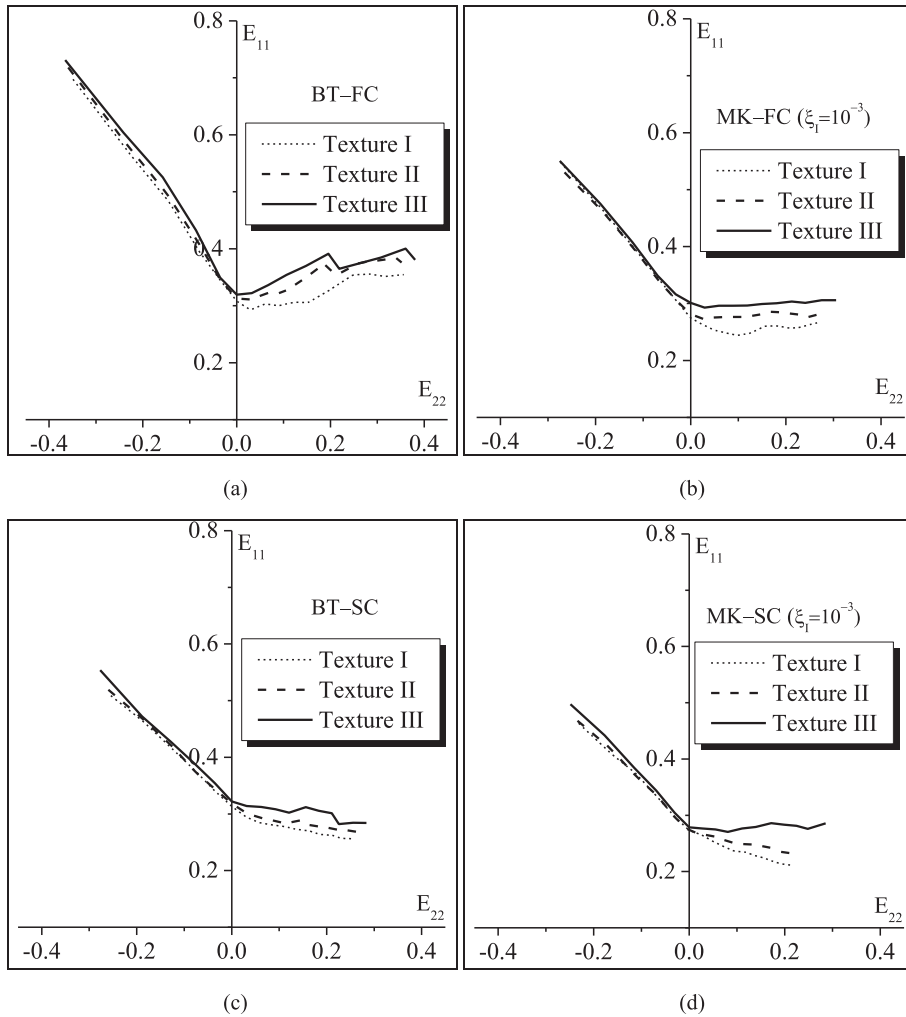 0.8
E11
BT–FC
0.6
Texture I
Texture II
Texture III
0.4
0.2
E22
-0.4 -0.2 0.0 0.2 0.4
(a)
0.8
E11
MK–FC (ξI=10−3)
0.6
Texture I
Texture II
Texture III
0.4
0.2
E22
-0.4 -0.2 0.0 0.2 0.4
(b)
0.8
E11
BT–SC
0.6
Texture I
Texture II
Texture III
0.4
0.2
E22
-0.4 -0.2 0.0 0.2 0.4
(c)
0.8
E11
MK–SC (ξI=10-3)
0.6
Texture I
Texture II
Texture III
0.4
0.2
E22
-0.4 -0.2 0.0 0.2 0.4
(d)